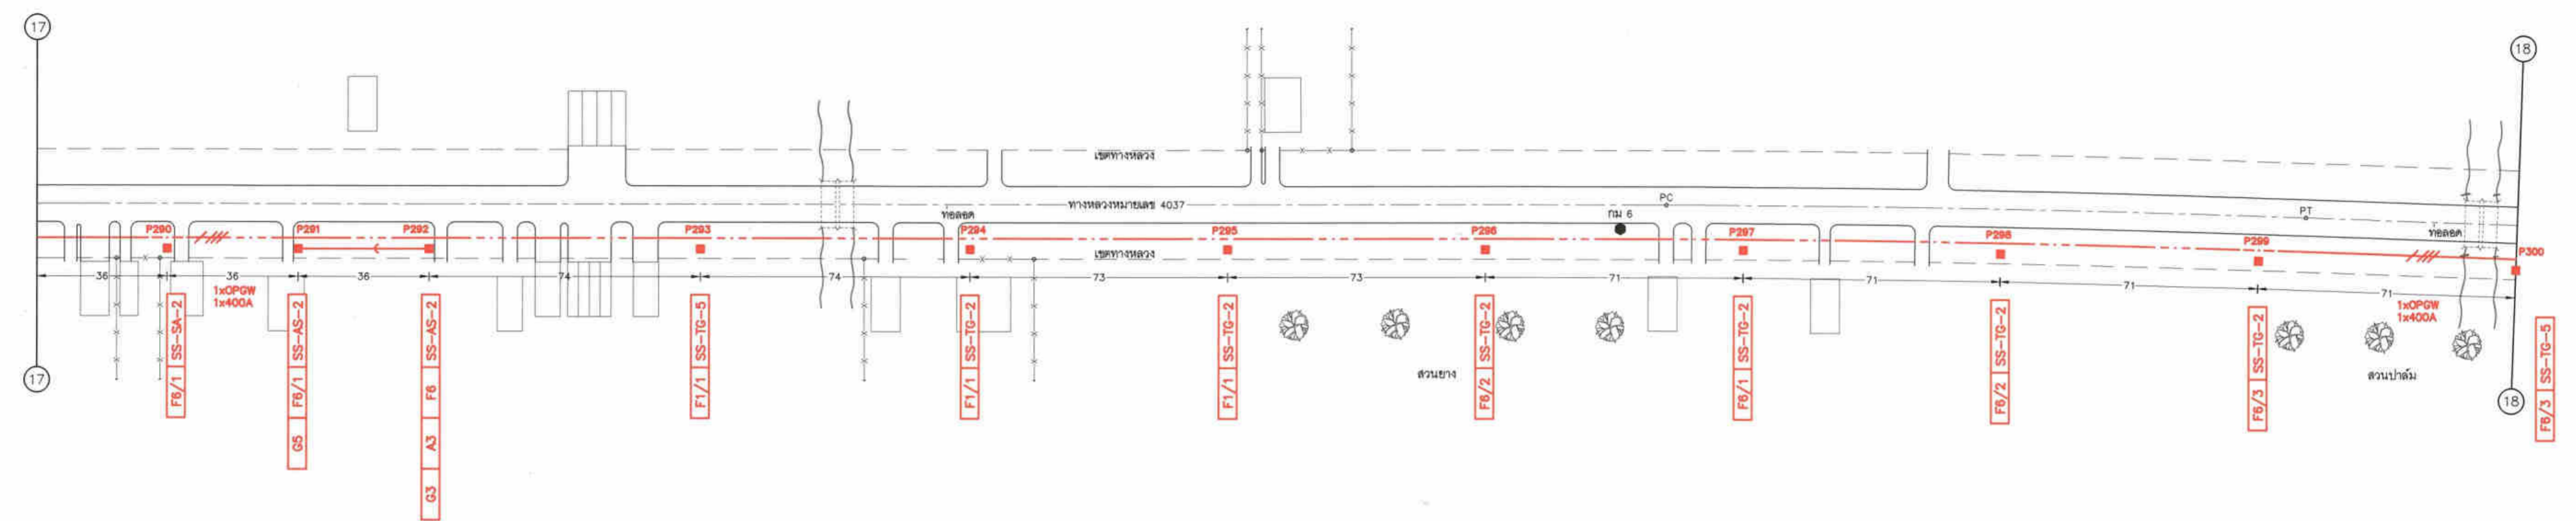 17
18
เขตทางหลวง
ทางหลวงหมายเลข 4037
PC
PT
ท่อลอด
กม 6
ท่อลอด
P290
P291
P292
P293
P294
P295
P296
P297
P298
P299
P300
เขตทางหลวง
36
36
36
74
74
73
73
71
71
71
71
1xOPGW
1x400A
1xOPGW
1x400A
F6/1 SS-SA-2
G5 F6/1 SS-AS-2
G3 A3 F6 SS-AS-2
F1/1 SS-TG-5
F1/1 SS-TG-2
F1/1 SS-TG-2
F6/2 SS-TG-2
F6/1 SS-TG-2
F6/2 SS-TG-2
F6/3 SS-TG-2
F6/3 SS-TG-5
สวนยาง
สวนปาล์ม
17
18